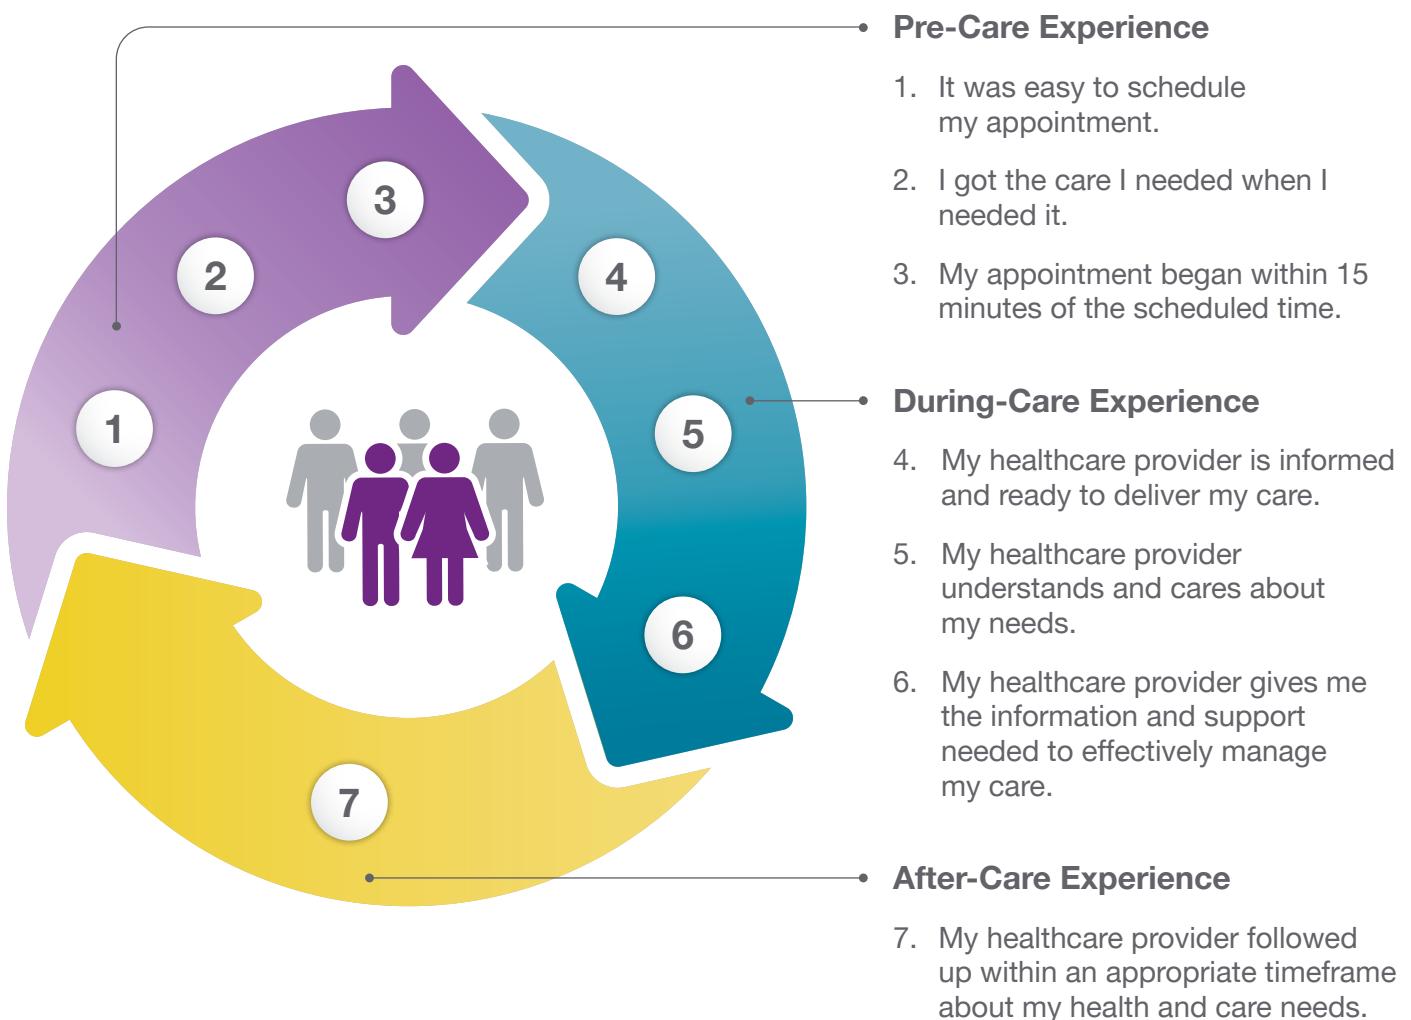 Pre-Care Experience
1. It was easy to schedule
my appointment.
2. I got the care I needed when I
needed it.
3. My appointment began within 15
minutes of the scheduled time.
During-Care Experience
4. My healthcare provider is informed
and ready to deliver my care.
5. My healthcare provider
understands and cares about
my needs.
6. My healthcare provider gives me
the information and support
needed to effectively manage
my care.
After-Care Experience
7. My healthcare provider followed
up within an appropriate timeframe
about my health and care needs.
1
2
3
4
5
6
7